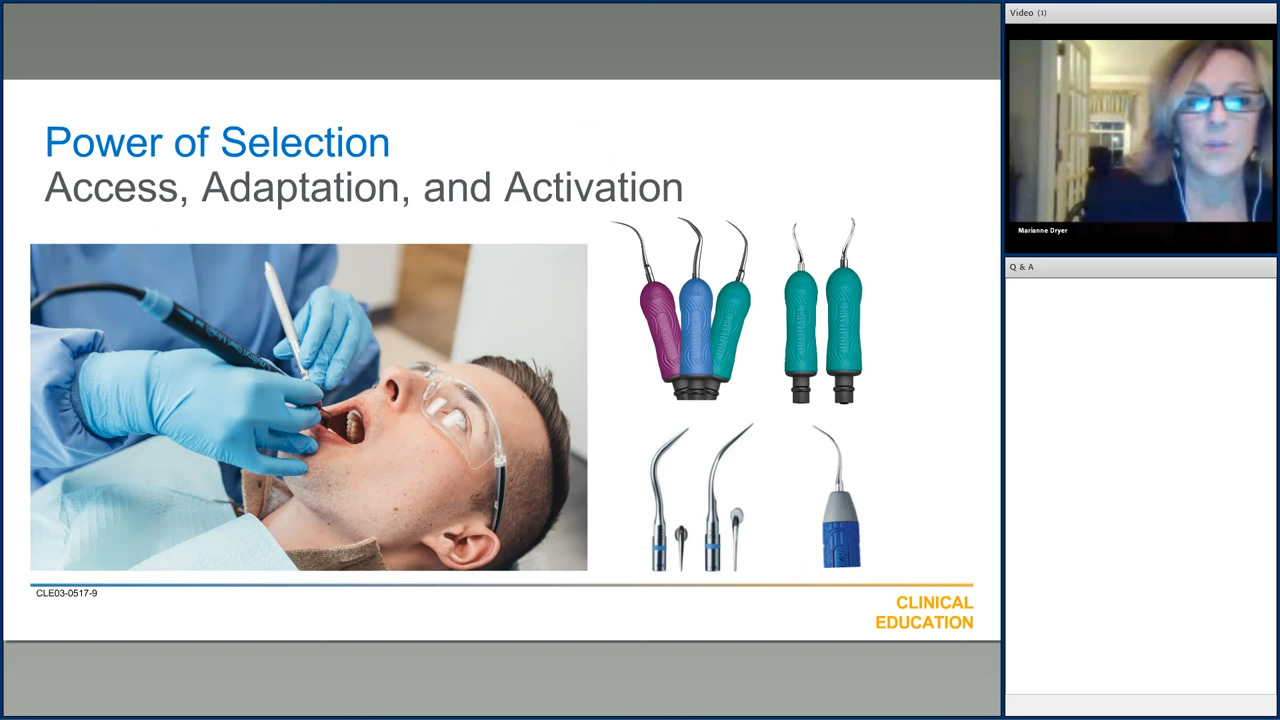 Power of Selection
Access, Adaptation, and Activation
CLE03-0517-9
CLINICAL
EDUCATION
Video (1)
Marianne Dryer
Q & A